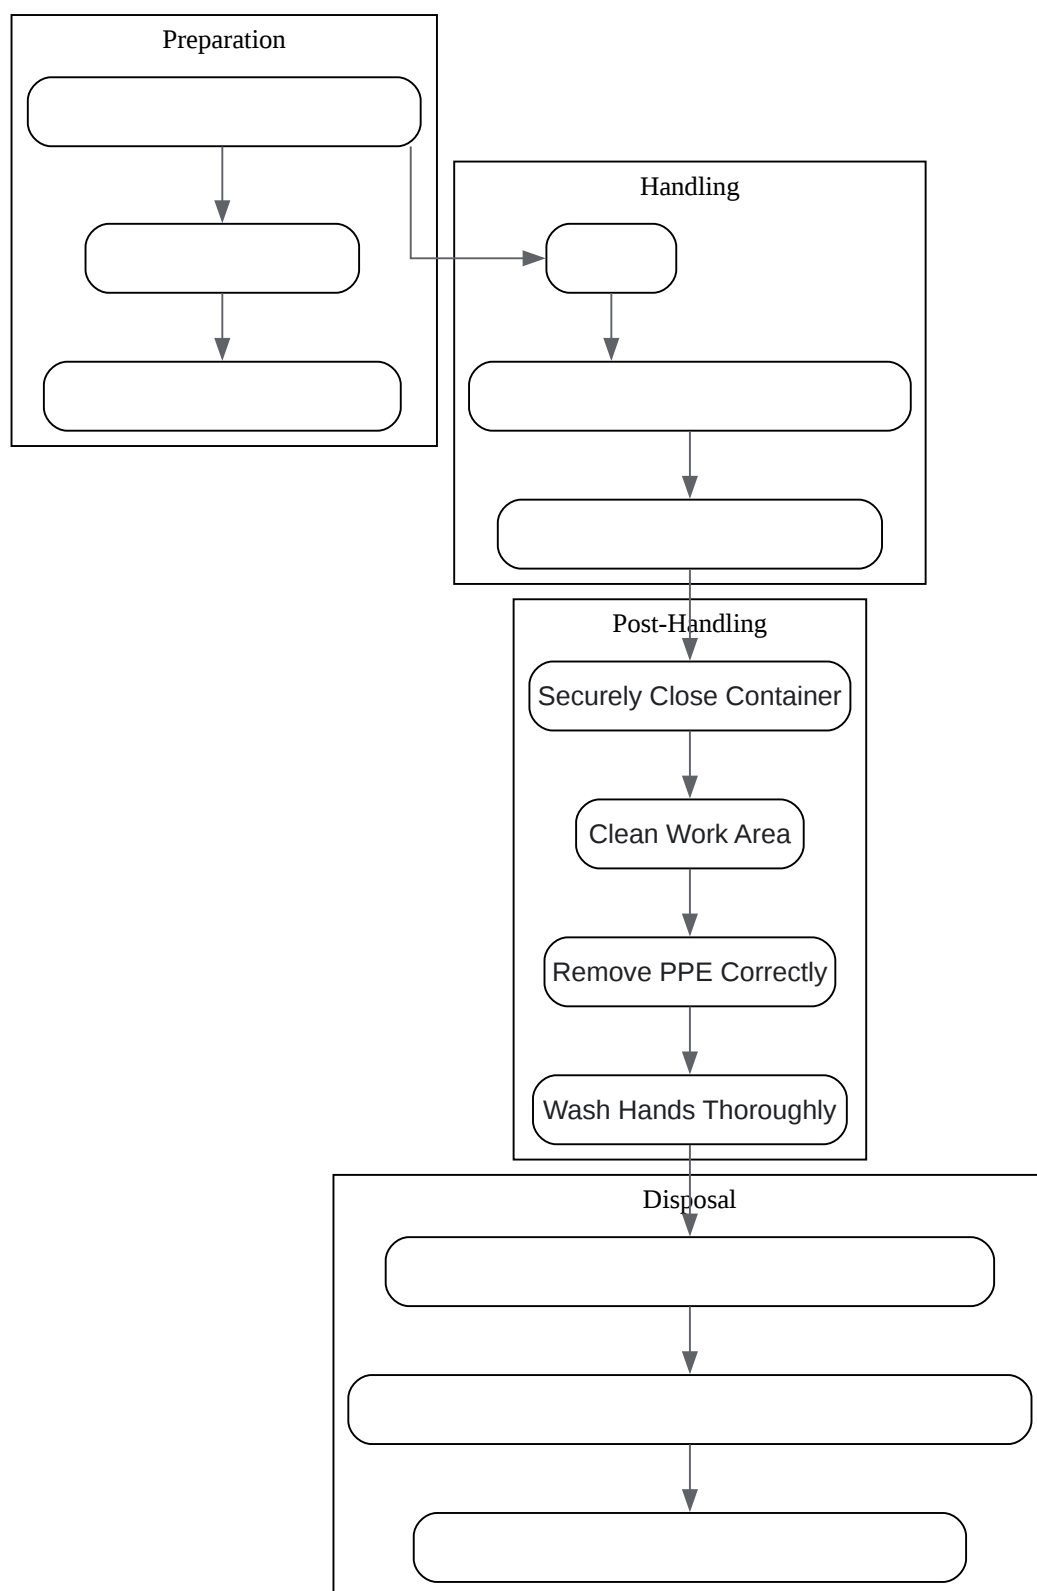 Preparation
Handling
Post-Handling
Securely Close Container
Clean Work Area
Remove PPE Correctly
Wash Hands Thoroughly
Disposal